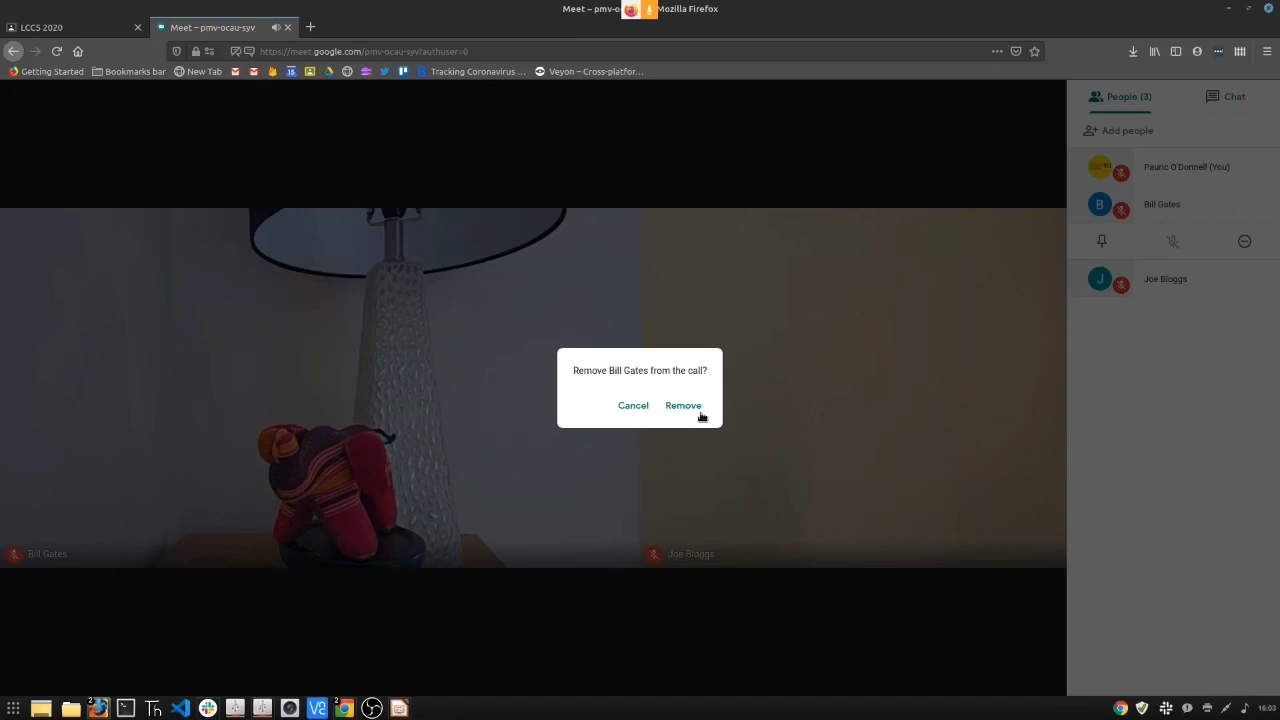 Meet – pmv-o
Mozilla Firefox
LCCS 2020
Meet – pmv-ocau-syv
https://meet.google.com/pmv-ocau-syv?authuser=0
Getting Started
Bookmarks bar
New Tab
Tracking Coronavirus ...
Veyon – Cross-platfor...
People (3)
Chat
Add people
Pauric O'Donnell (You)
B
Bill Gates
J
Joe Bloggs
Remove Bill Gates from the call?
Cancel
Remove
Bill Gates
Joe Bloggs
16:03